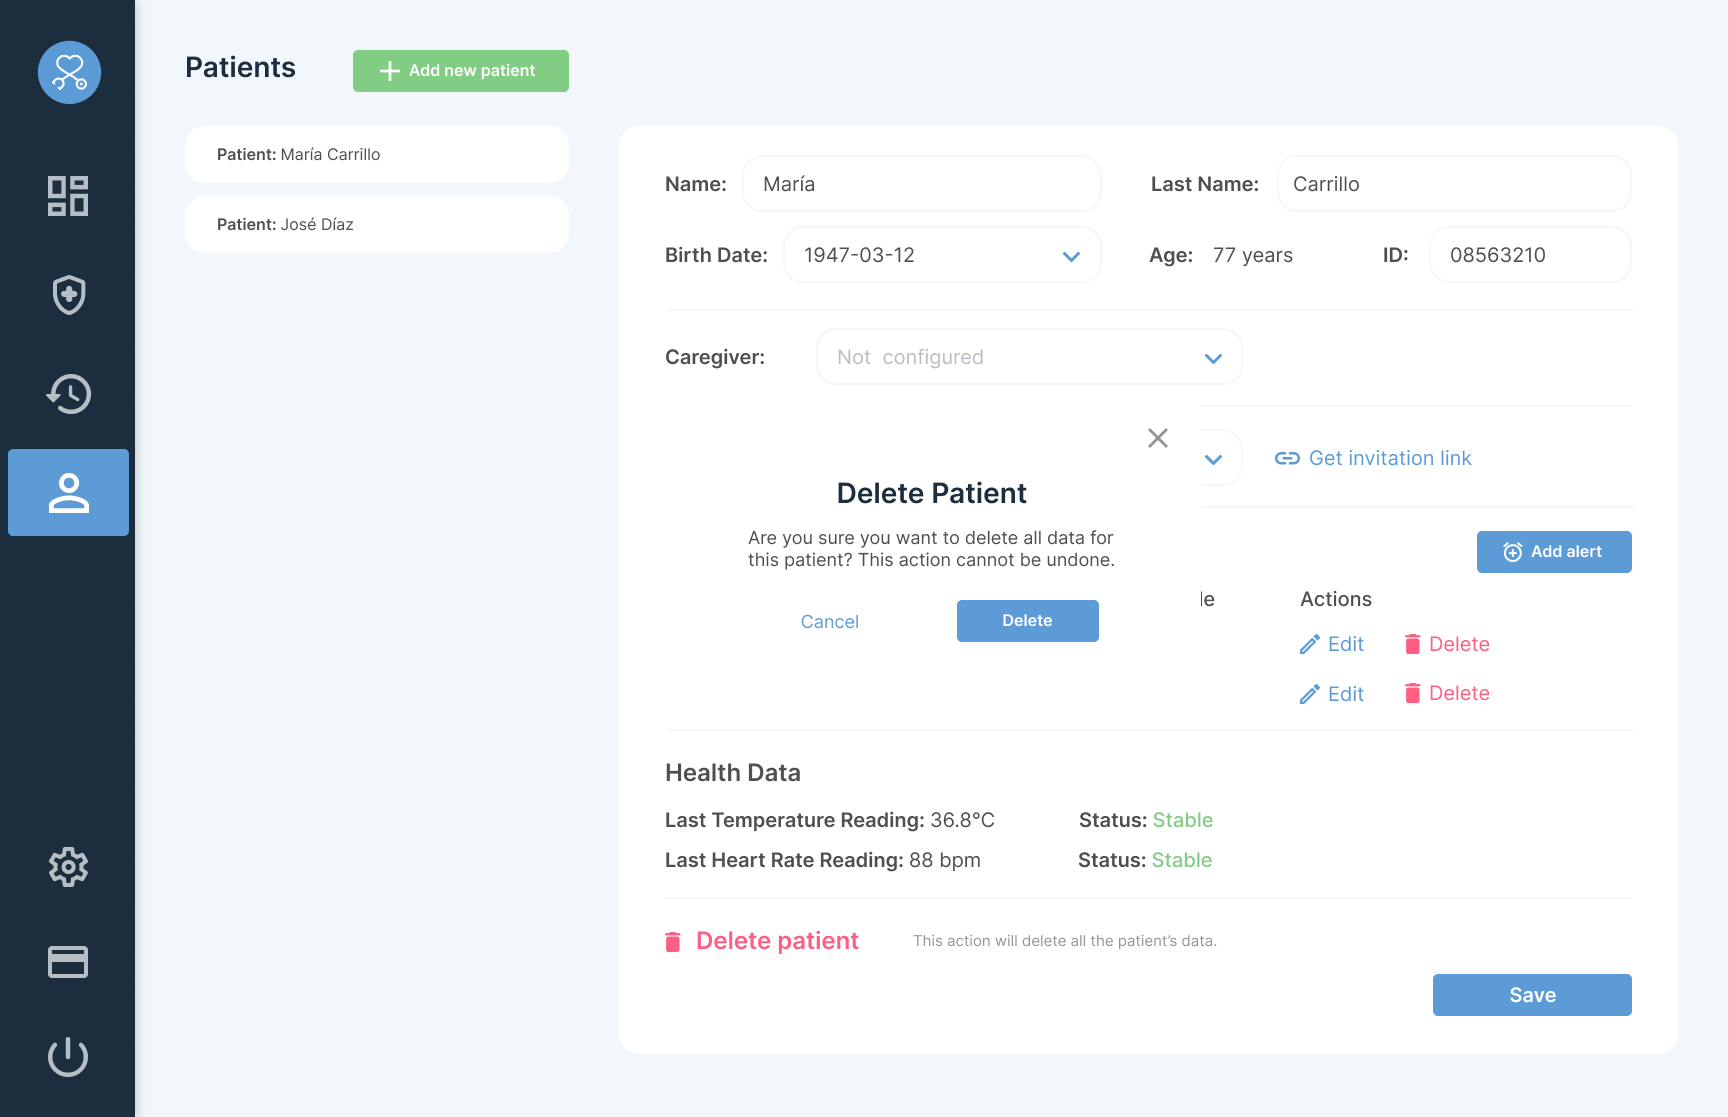 Patients
Add new patient
Patient: María Carrillo
Patient: José Díaz
Name: María
Last Name: Carrillo
Birth Date: 1947-03-12
Age: 77 years
ID: 08563210
Caregiver: Not configured
Get invitation link
Delete Patient
Are you sure you want to delete all data for
this patient? This action cannot be undone.
Cancel
Delete
Add alert
Actions
Edit Delete
Edit Delete
Health Data
Last Temperature Reading: 36.8°C
Status: Stable
Last Heart Rate Reading: 88 bpm
Status: Stable
Delete patient
This action will delete all the patient’s data.
Save